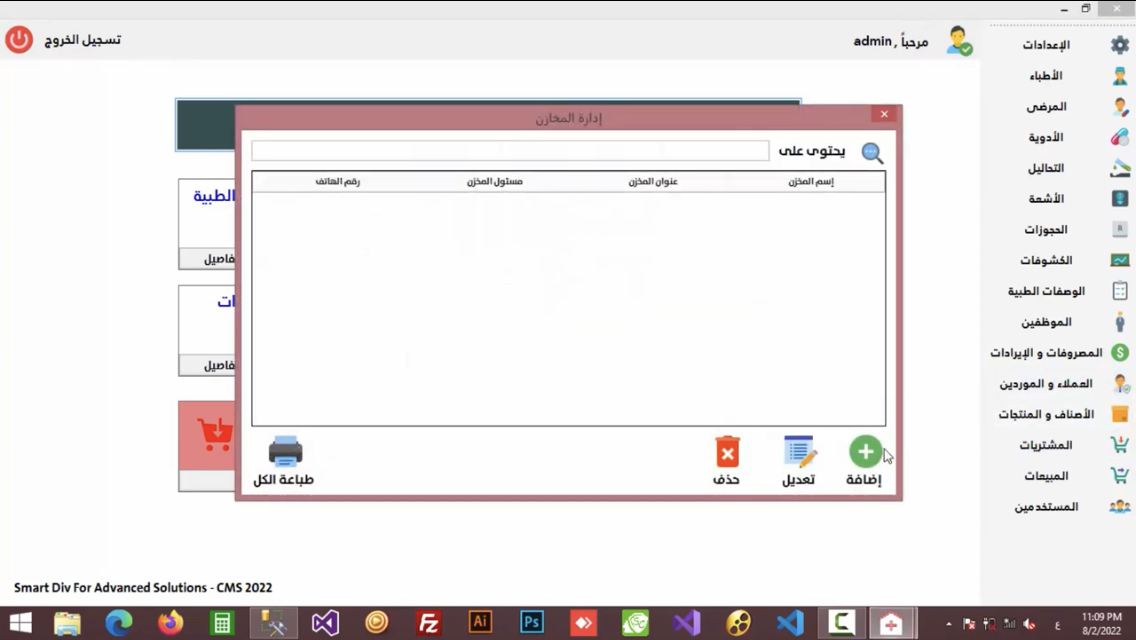 مرحباً , admin
تسجيل الخروج
الإعدادات
الأطباء
المرضى
الأدوية
التحاليل
الأشعة
الحجوزات
الكشوفات
الوصفات الطبية
الموظفين
المصروفات و الإيرادات
العملاء و الموردين
الأصناف و المنتجات
المشتريات
المبيعات
المستخدمين
إدارة المخازن
يحتوى على
إسم المخزن عنوان المخزن مسئول المخزن رقم الهاتف
إضافة
تعديل
حذف
طباعة الكل
الطبية
فاصيل
ات
فاصيل
Smart Div For Advanced Solutions - CMS 2022
Ai
Ps
Fz
ع
11:09 PM
8/2/2022